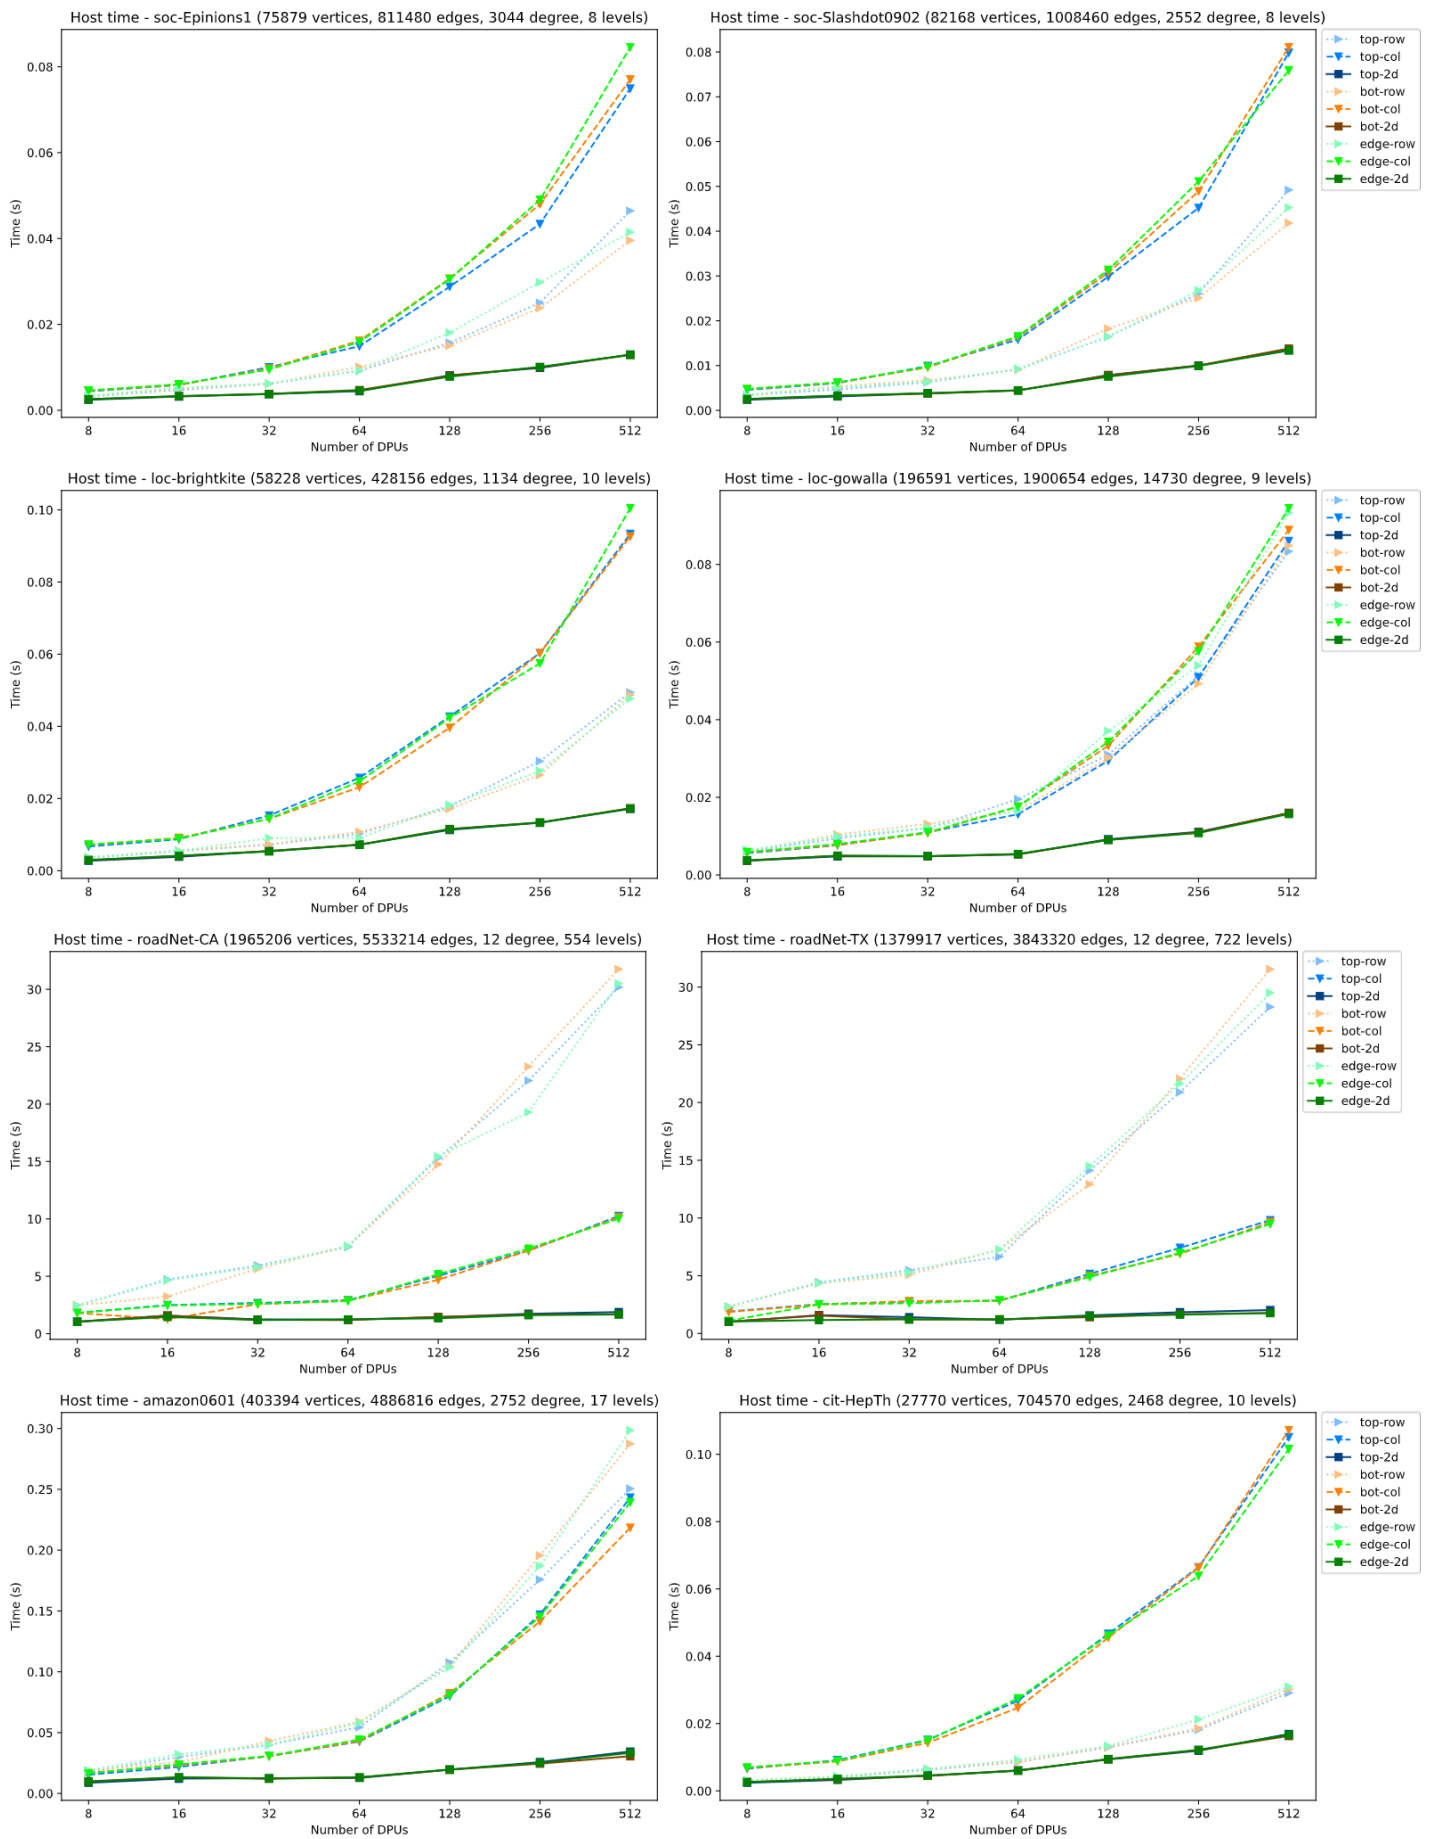 Host time - soc-Epinions1 (75879 vertices, 811480 edges, 3044 degree, 8 levels)
Time (s)
0.08
0.06
0.04
0.02
0.00
8 16 32 64 128 256 512
Number of DPUs
Host time - soc-Slashdot0902 (82168 vertices, 1008460 edges, 2552 degree, 8 levels)
Time (s)
0.08
0.07
0.06
0.05
0.04
0.03
0.02
0.01
0.00
8 16 32 64 128 256 512
Number of DPUs
top-row
top-col
top-2d
bot-row
bot-col
bot-2d
edge-row
edge-col
edge-2d
Host time - loc-brightkite (58228 vertices, 428156 edges, 1134 degree, 10 levels)
Time (s)
0.10
0.08
0.06
0.04
0.02
0.00
8 16 32 64 128 256 512
Number of DPUs
Host time - loc-gowalla (196591 vertices, 1900654 edges, 14730 degree, 9 levels)
Time (s)
0.08
0.06
0.04
0.02
0.00
8 16 32 64 128 256 512
Number of DPUs
top-row
top-col
top-2d
bot-row
bot-col
bot-2d
edge-row
edge-col
edge-2d
Host time - roadNet-CA (1965206 vertices, 5533214 edges, 12 degree, 554 levels)
Time (s)
30
25
20
15
10
5
0
8 16 32 64 128 256 512
Number of DPUs
Host time - roadNet-TX (1379917 vertices, 3843320 edges, 12 degree, 722 levels)
Time (s)
30
25
20
15
10
5
0
8 16 32 64 128 256 512
Number of DPUs
top-row
top-col
top-2d
bot-row
bot-col
bot-2d
edge-row
edge-col
edge-2d
Host time - amazon0601 (403394 vertices, 4886816 edges, 2752 degree, 17 levels)
Time (s)
0.30
0.25
0.20
0.15
0.10
0.05
0.00
8 16 32 64 128 256 512
Number of DPUs
Host time - cit-HepTh (27770 vertices, 704570 edges, 2468 degree, 10 levels)
Time (s)
0.10
0.08
0.06
0.04
0.02
0.00
8 16 32 64 128 256 512
Number of DPUs
top-row
top-col
top-2d
bot-row
bot-col
bot-2d
edge-row
edge-col
edge-2d